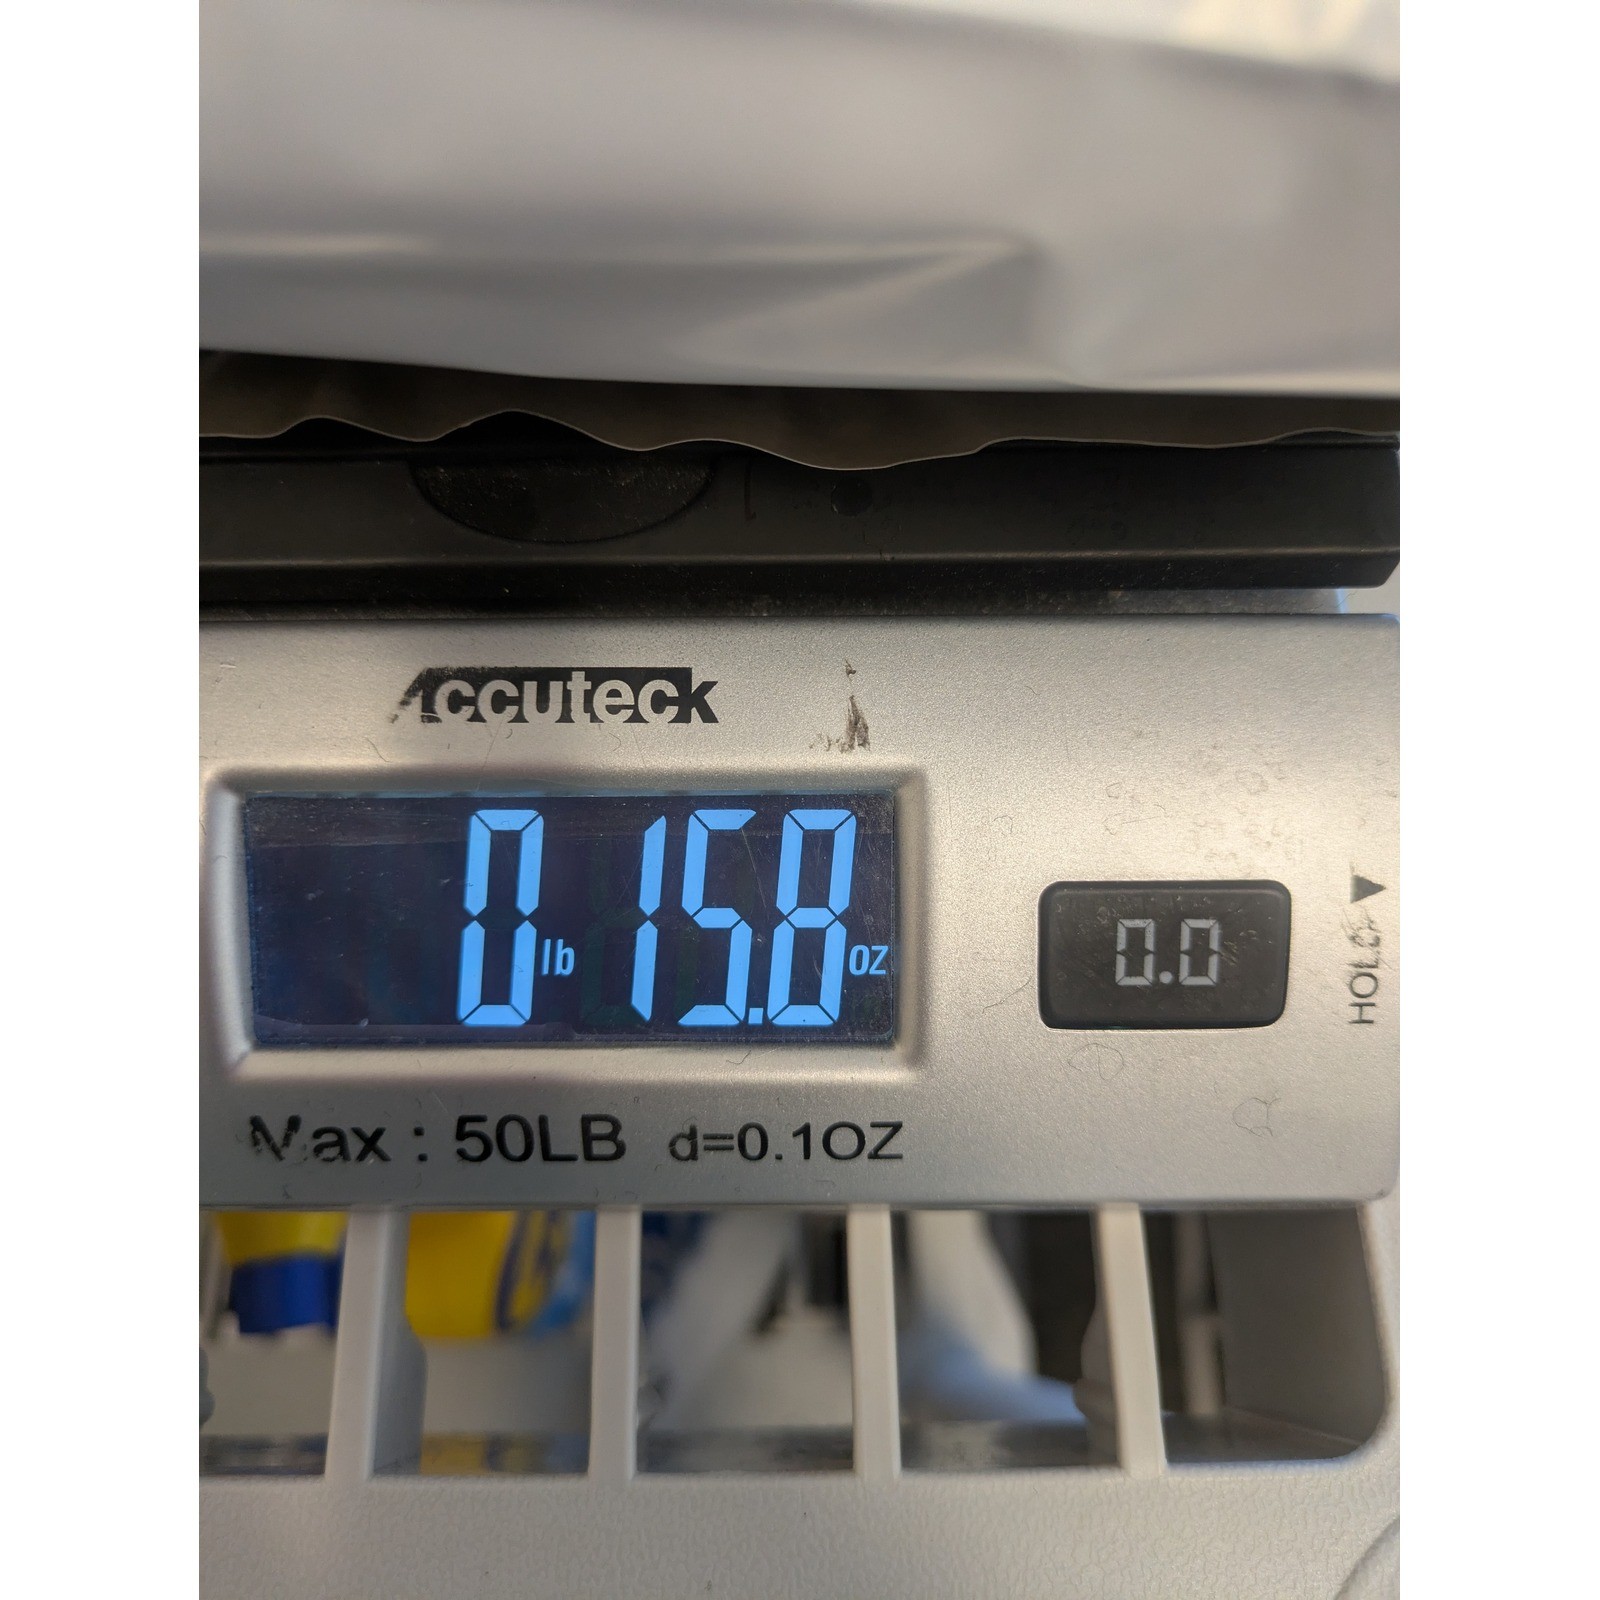 Accuteck
0 lb 15.8 oz
0.0
HOLD ▲
Max : 50LB d=0.1OZ